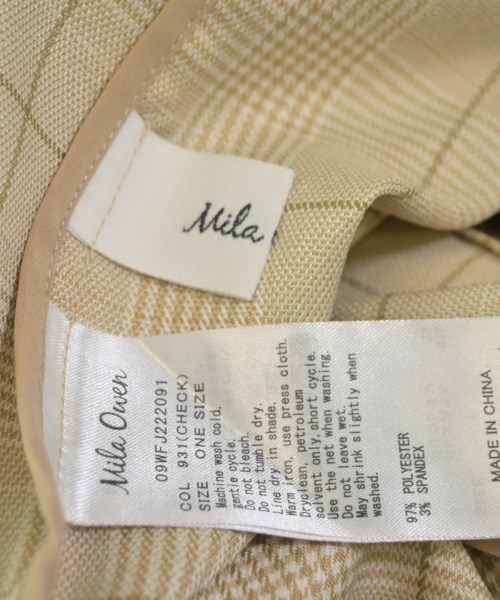 Mila
Mila Owen
09WFJ222091
COL 931(CHECK)
SIZE ONE SIZE
Machine wash cold,
gentle cycle.
Do not bleach.
Do not tumble dry.
Line dry in shade.
Warm iron, use press cloth.
Dryclean, petroleum
solvent only,short cycle.
Use the net when washing.
Do not leave wet.
May shrink slightly when
washed.
97% POLYESTER
3% SPANDEX
MADE IN CHINA